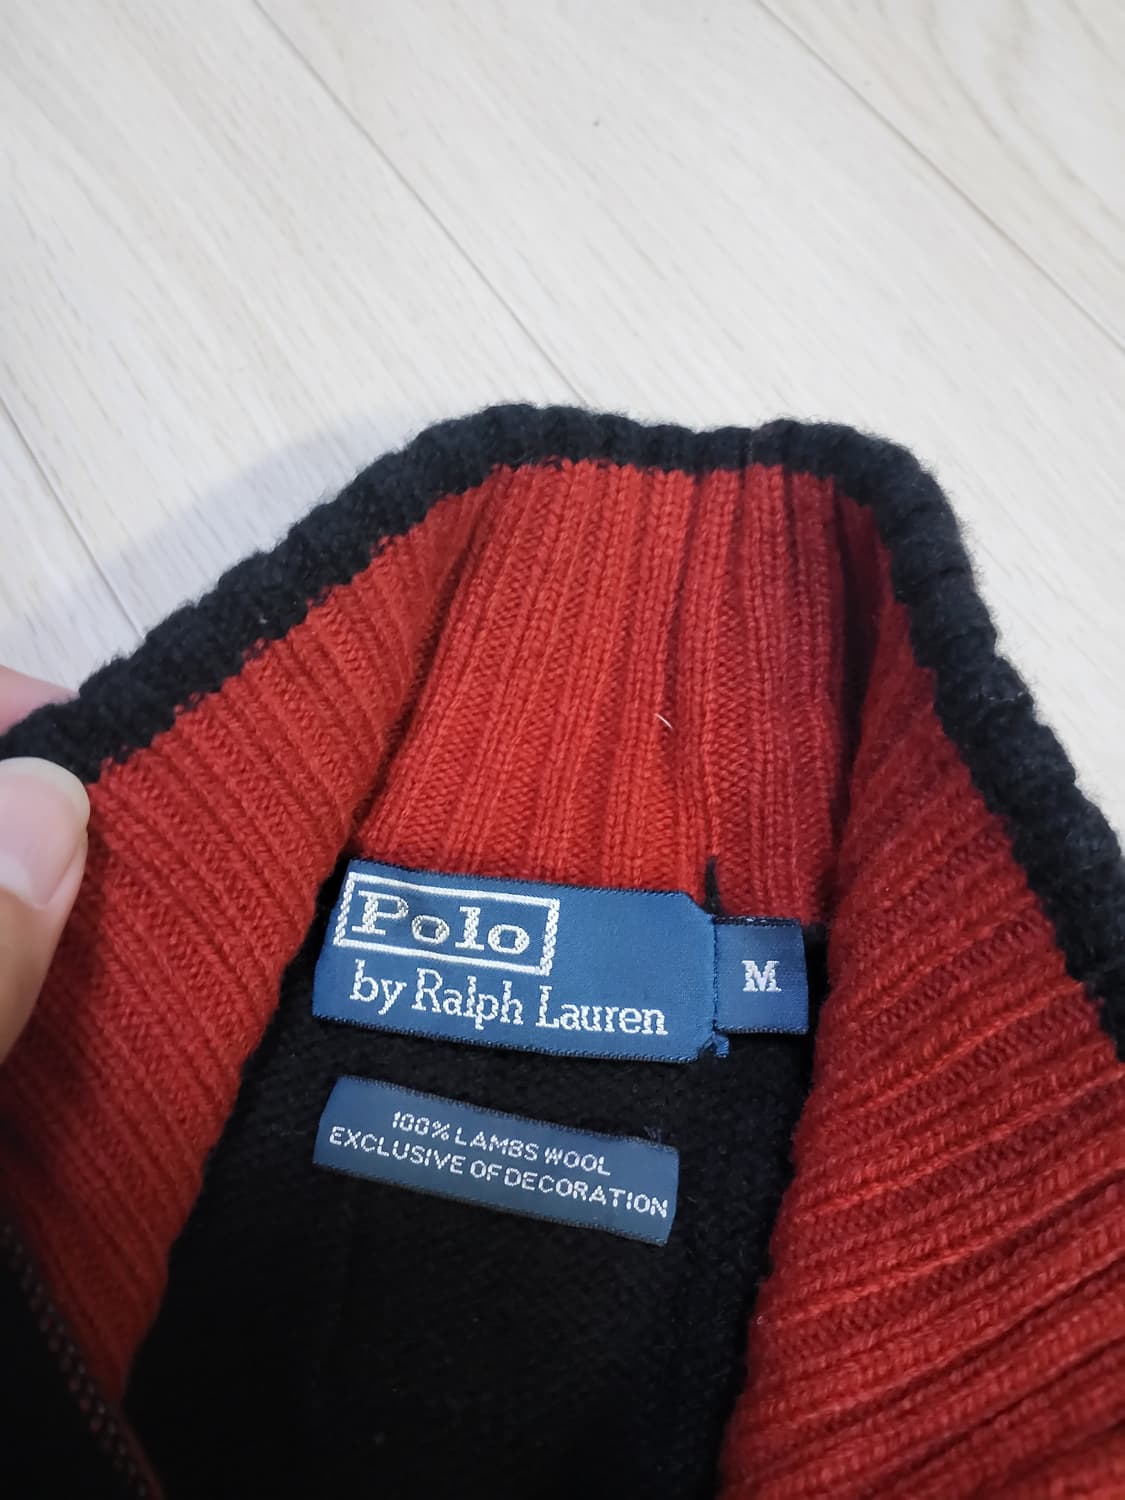 Polo
by Ralph Lauren
M
100% LAMBS WOOL
EXCLUSIVE OF DECORATION